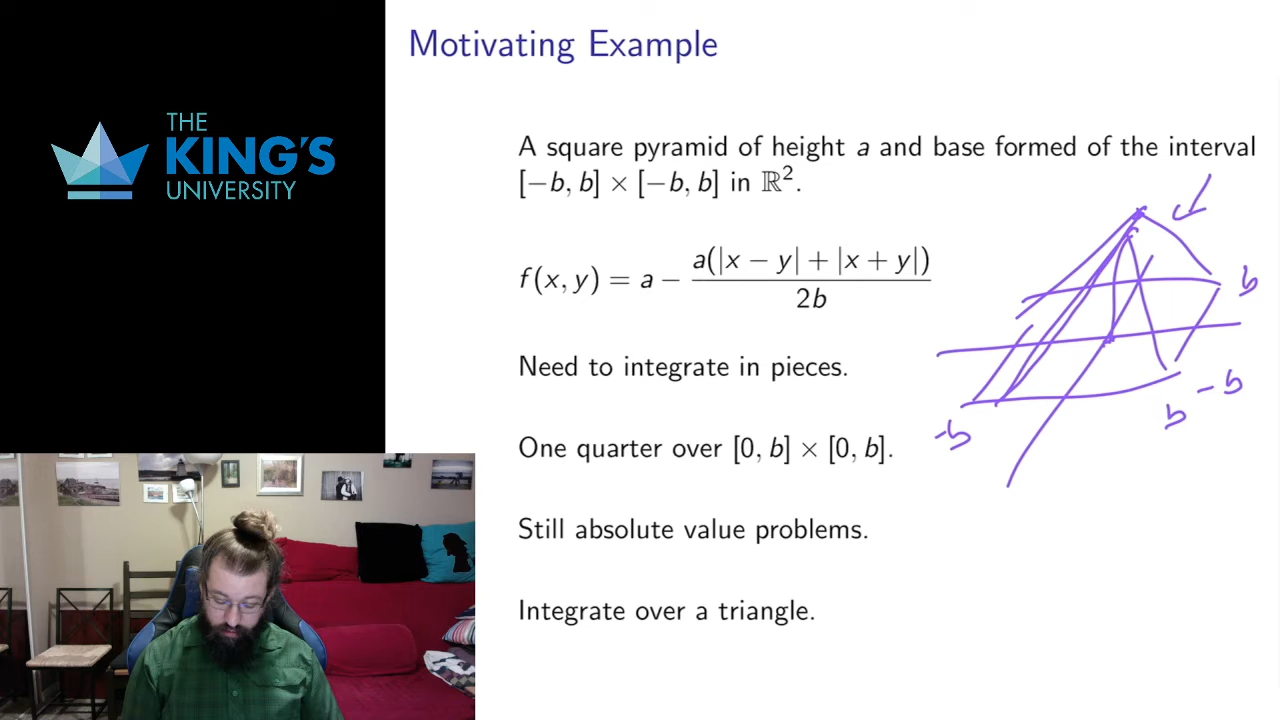 THE
KING'S
UNIVERSITY
Motivating Example
A square pyramid of height a and base formed of the interval
[−b, b] × [−b, b] in ℝ².
f(x, y) = a − a(|x − y| + |x + y|) / 2b
Need to integrate in pieces.
One quarter over [0, b] × [0, b].
Still absolute value problems.
Integrate over a triangle.
b
-b
b
-b